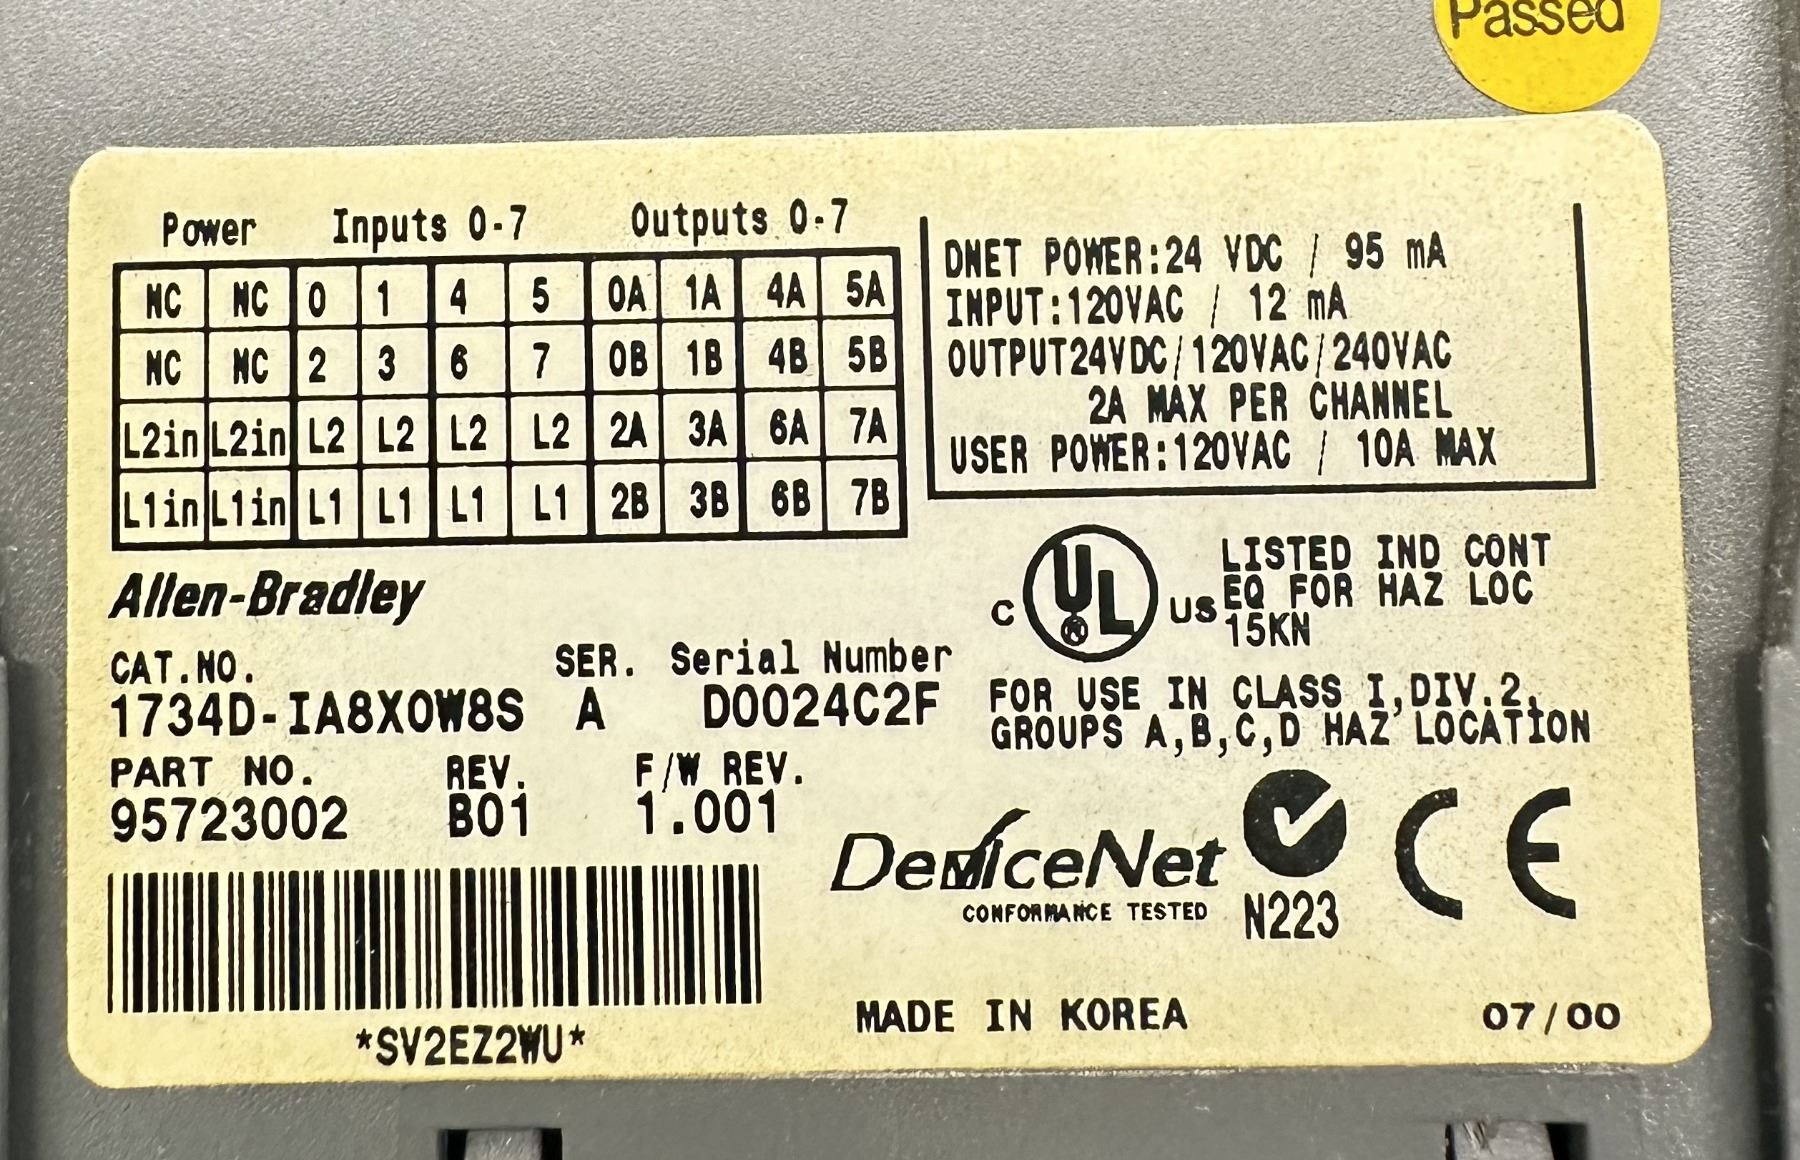 Passed
Power Inputs 0-7 Outputs 0-7
NC NC 0 1 4 5 0A 1A 4A 5A
NC NC 2 3 6 7 0B 1B 4B 5B
L2in L2in L2 L2 L2 L2 2A 3A 6A 7A
L1in L1in L1 L1 L1 L1 2B 3B 6B 7B
DNET POWER:24 VDC / 95 mA
INPUT:120VAC / 12 mA
OUTPUT24VDC/120VAC/240VAC
2A MAX PER CHANNEL
USER POWER:120VAC / 10A MAX
Allen-Bradley
C UL US
LISTED IND CONT
EQ FOR HAZ LOC
15KN
CAT.NO. SER. Serial Number
1734D-IA8XOW8S A D0024C2F
FOR USE IN CLASS I,DIV.2,
GROUPS A,B,C,D HAZ LOCATION
PART NO. REV. F/W REV.
95723002 B01 1.001
DeviceNet
CONFORMANCE TESTED
N223
CE
*SV2EZ2WU*
MADE IN KOREA 07/00